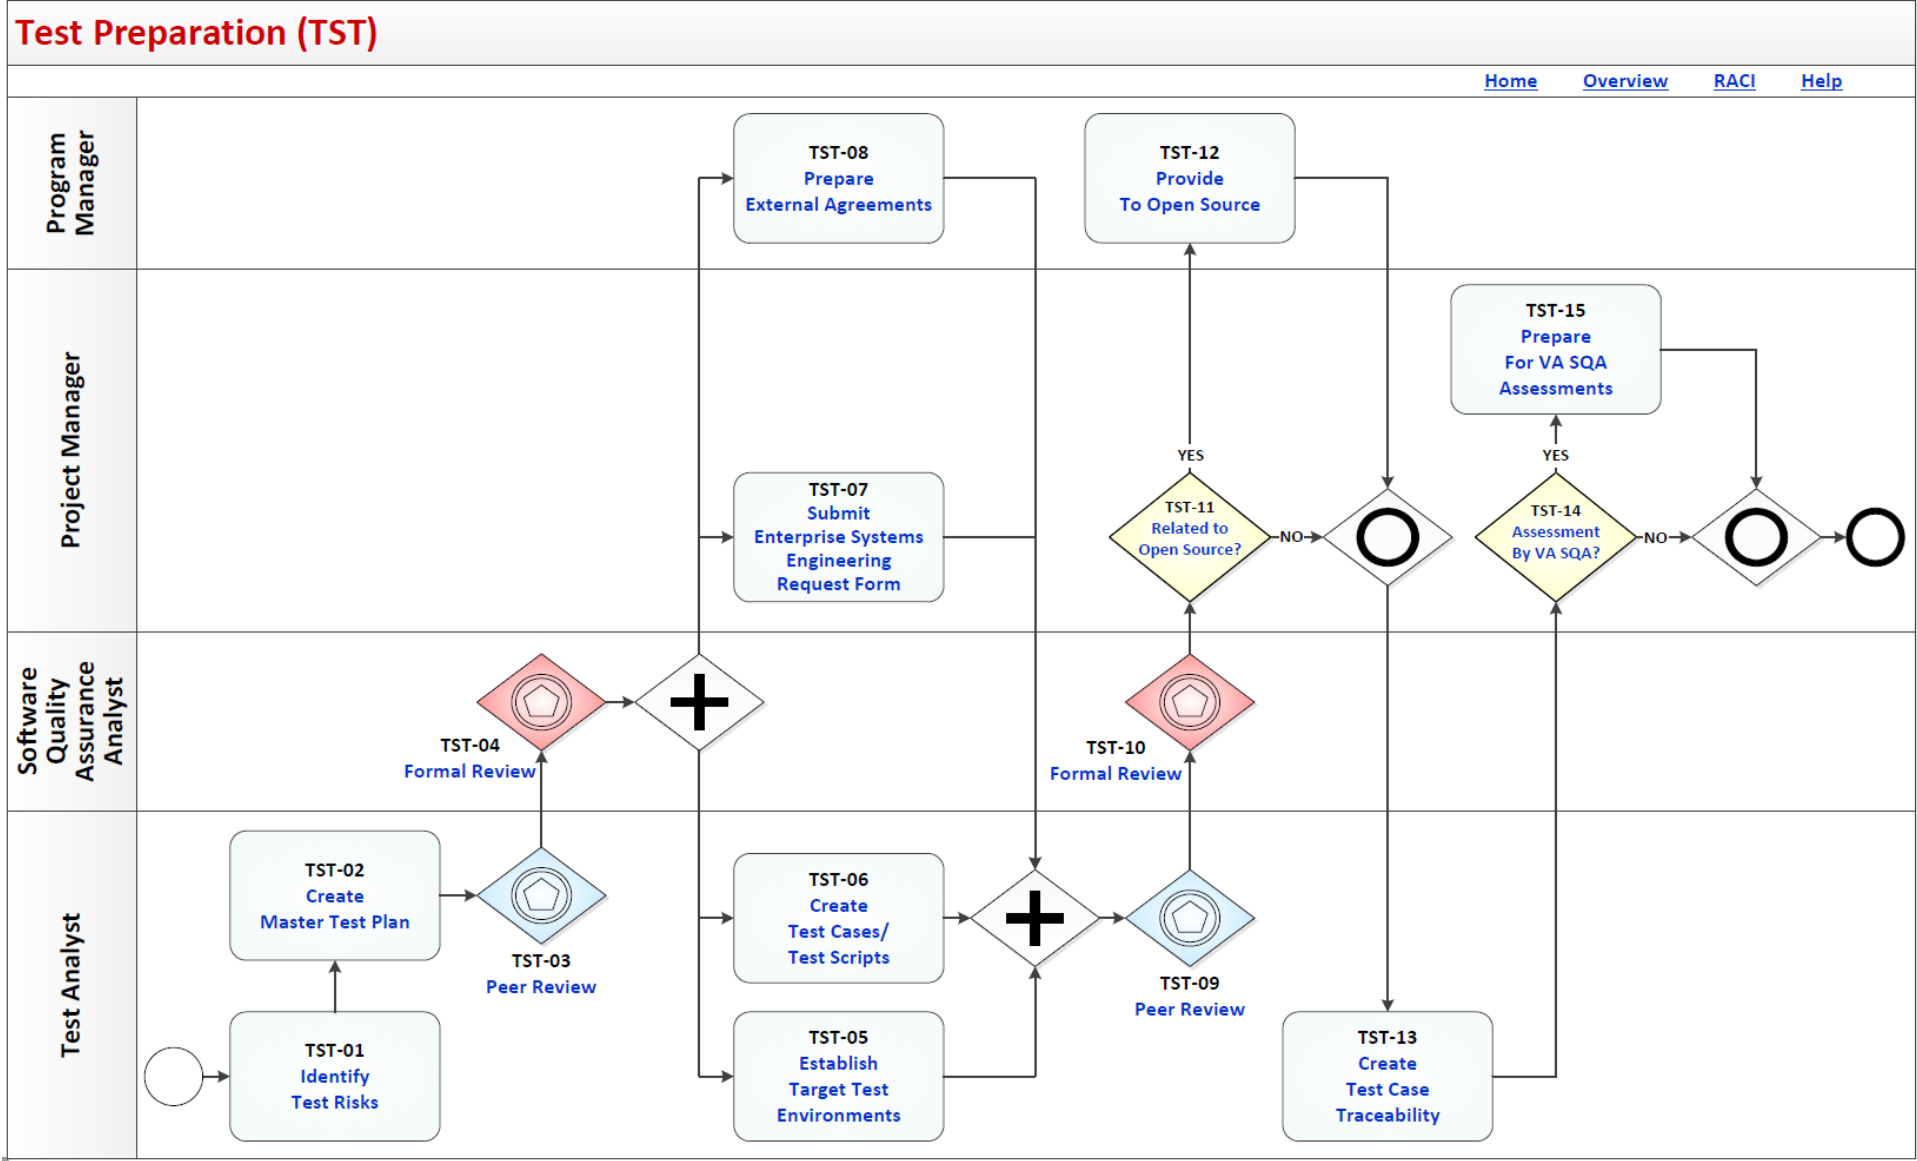 Test Preparation (TST)
Home Overview RACI Help
Program
Manager
TST-08
Prepare
External Agreements
TST-12
Provide
To Open Source
Project Manager
TST-15
Prepare
For VA SQA
Assessments
TST-07
Submit
Enterprise Systems
Engineering
Request Form
YES
TST-11
Related to
Open Source?
NO
YES
TST-14
Assessment
By VA SQA?
NO
Software
Quality
Assurance
Analyst
TST-04
Formal Review
TST-10
Formal Review
Test Analyst
TST-02
Create
Master Test Plan
TST-03
Peer Review
TST-06
Create
Test Cases/
Test Scripts
TST-09
Peer Review
TST-01
Identify
Test Risks
TST-05
Establish
Target Test
Environments
TST-13
Create
Test Case
Traceability